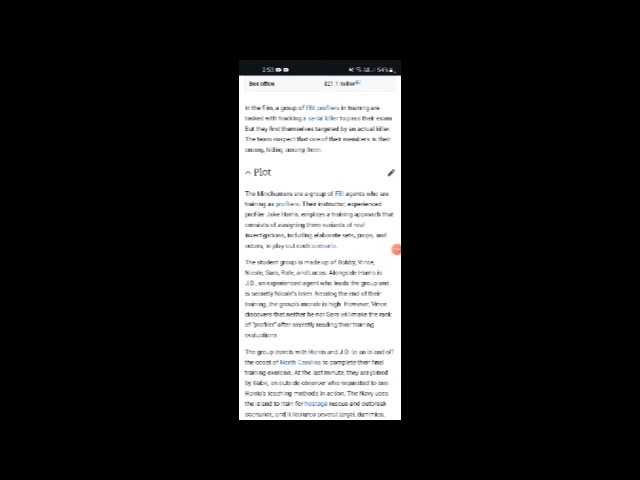 2:53
54%
Box office $21.1 million
In the film, a group of FBI profilers in training are
tasked with tracking a serial killer to pass their exam.
But they find themselves targeted by an actual killer.
The team suspect that one of their members is their
enemy, hiding among them.
Plot
The Mindhunters are a group of FBI agents who are
training as profilers. Their instructor, experienced
profiler Jake Harris, employs a training approach that
consists of assigning them variants of real
investigations, including elaborate sets, props, and
actors, to play out each scenario.
The student group is made up of Bobby, Vince,
Nicole, Sara, Rafe, and Lucas. Alongside Harris is
J.D., an experienced agent who leads the group and
is secretly Nicole's lover. Nearing the end of their
training, the group's morale is high. However, Vince
discovers that neither he nor Sara will make the rank
of "profiler" after secretly reading their training
evaluations.
The group travels with Harris and J.D. to an island off
the coast of North Carolina to complete their final
training exercise. At the last minute, they are joined
by Gabe, an outside observer who requested to see
Harris's teaching methods in action. The Navy uses
the island to train for hostage rescue and outbreak
scenarios, and it features several target dummies,